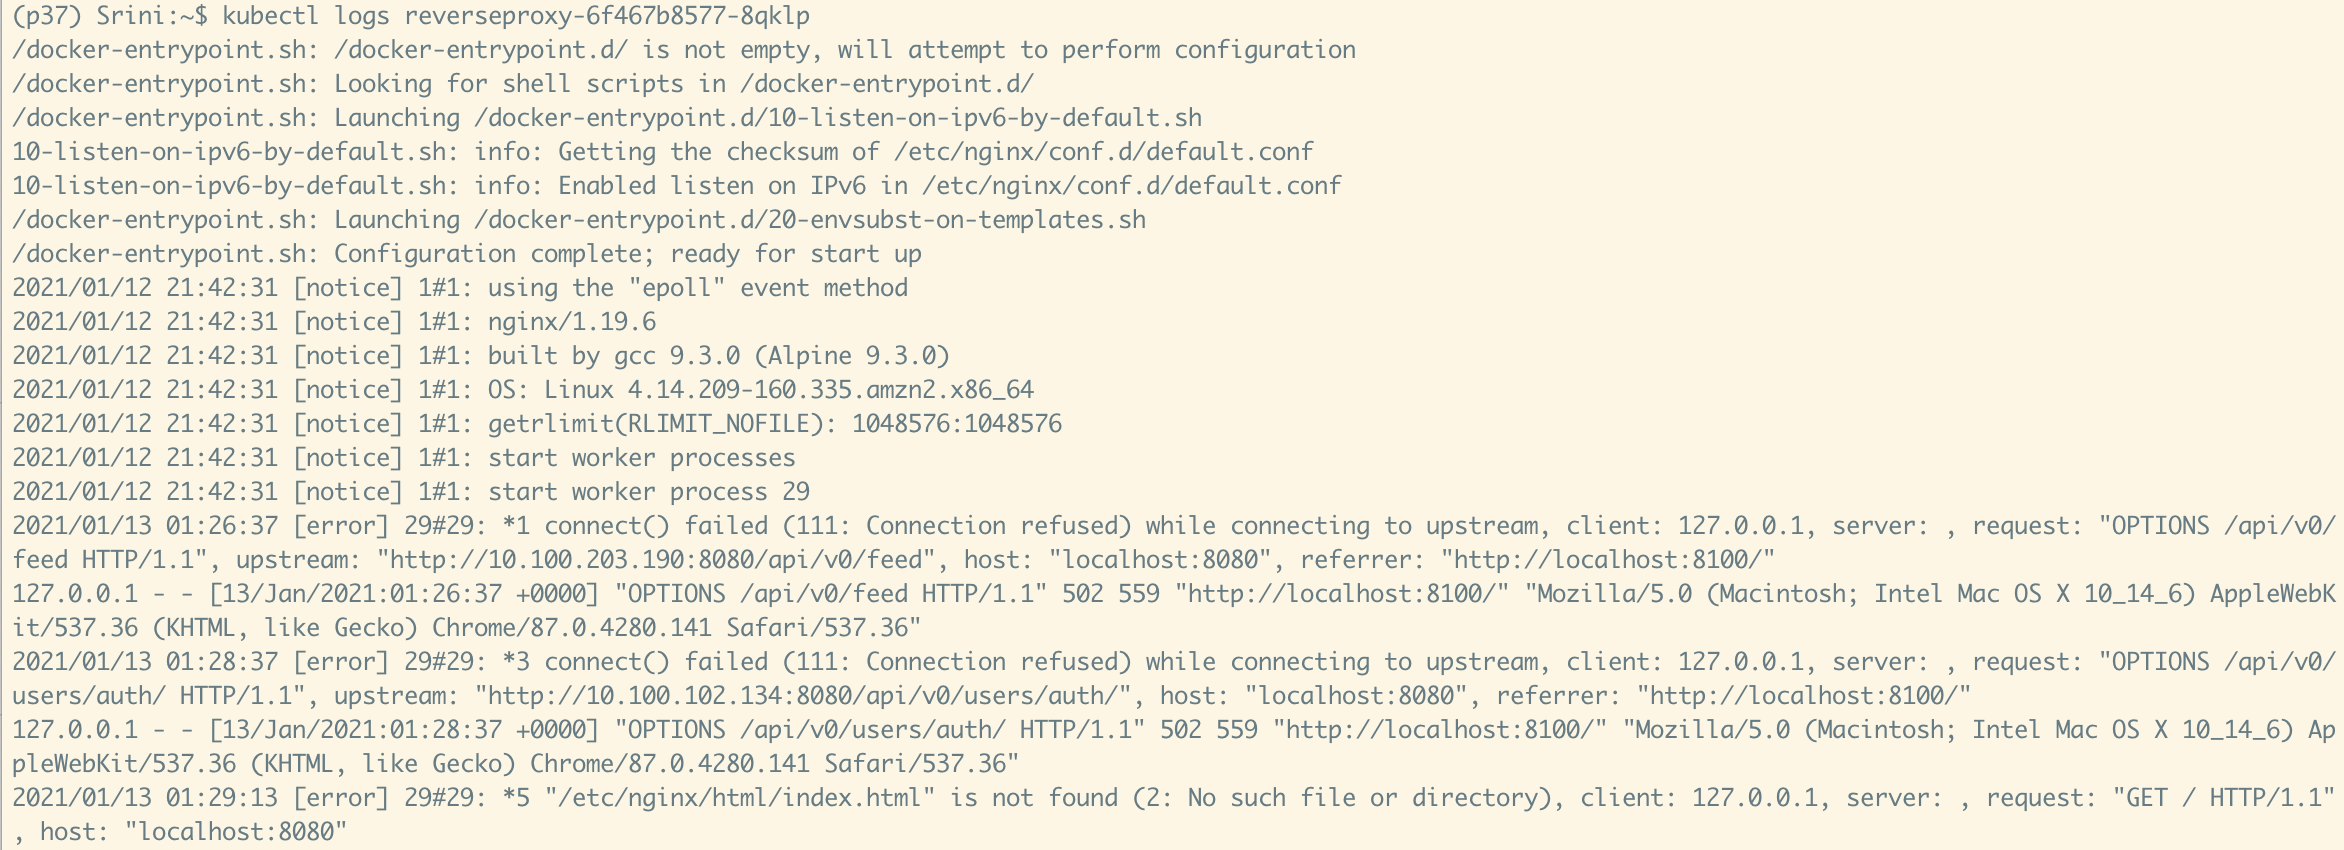 (p37) Srini:~$ kubectl logs reverseproxy-6f467b8577-8qklp
/docker-entrypoint.sh: /docker-entrypoint.d/ is not empty, will attempt to perform configuration
/docker-entrypoint.sh: Looking for shell scripts in /docker-entrypoint.d/
/docker-entrypoint.sh: Launching /docker-entrypoint.d/10-listen-on-ipv6-by-default.sh
10-listen-on-ipv6-by-default.sh: info: Getting the checksum of /etc/nginx/conf.d/default.conf
10-listen-on-ipv6-by-default.sh: info: Enabled listen on IPv6 in /etc/nginx/conf.d/default.conf
/docker-entrypoint.sh: Launching /docker-entrypoint.d/20-envsubst-on-templates.sh
/docker-entrypoint.sh: Configuration complete; ready for start up
2021/01/12 21:42:31 [notice] 1#1: using the "epoll" event method
2021/01/12 21:42:31 [notice] 1#1: nginx/1.19.6
2021/01/12 21:42:31 [notice] 1#1: built by gcc 9.3.0 (Alpine 9.3.0)
2021/01/12 21:42:31 [notice] 1#1: OS: Linux 4.14.209-160.335.amzn2.x86_64
2021/01/12 21:42:31 [notice] 1#1: getrlimit(RLIMIT_NOFILE): 1048576:1048576
2021/01/12 21:42:31 [notice] 1#1: start worker processes
2021/01/12 21:42:31 [notice] 1#1: start worker process 29
2021/01/13 01:26:37 [error] 29#29: *1 connect() failed (111: Connection refused) while connecting to upstream, client: 127.0.0.1, server: , request: "OPTIONS /api/v0/
feed HTTP/1.1", upstream: "http://10.100.203.190:8080/api/v0/feed", host: "localhost:8080", referrer: "http://localhost:8100/"
127.0.0.1 - - [13/Jan/2021:01:26:37 +0000] "OPTIONS /api/v0/feed HTTP/1.1" 502 559 "http://localhost:8100/" "Mozilla/5.0 (Macintosh; Intel Mac OS X 10_14_6) AppleWebK
it/537.36 (KHTML, like Gecko) Chrome/87.0.4280.141 Safari/537.36"
2021/01/13 01:28:37 [error] 29#29: *3 connect() failed (111: Connection refused) while connecting to upstream, client: 127.0.0.1, server: , request: "OPTIONS /api/v0/
users/auth/ HTTP/1.1", upstream: "http://10.100.102.134:8080/api/v0/users/auth/", host: "localhost:8080", referrer: "http://localhost:8100/"
127.0.0.1 - - [13/Jan/2021:01:28:37 +0000] "OPTIONS /api/v0/users/auth/ HTTP/1.1" 502 559 "http://localhost:8100/" "Mozilla/5.0 (Macintosh; Intel Mac OS X 10_14_6) Ap
pleWebKit/537.36 (KHTML, like Gecko) Chrome/87.0.4280.141 Safari/537.36"
2021/01/13 01:29:13 [error] 29#29: *5 "/etc/nginx/html/index.html" is not found (2: No such file or directory), client: 127.0.0.1, server: , request: "GET / HTTP/1.1"
, host: "localhost:8080"